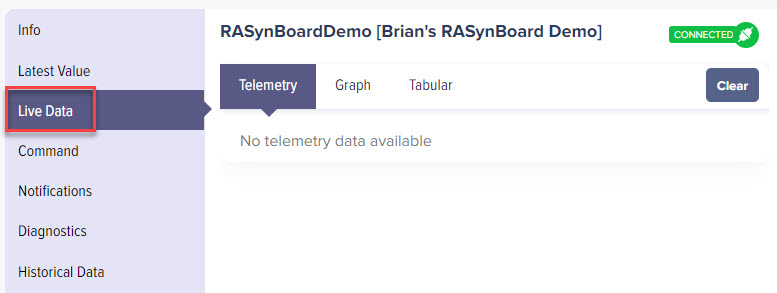 Info
Latest Value
Live Data
Command
Notifications
Diagnostics
Historical Data
RASynBoardDemo [Brian's RASynBoard Demo]
CONNECTED
Telemetry Graph Tabular Clear
No telemetry data available